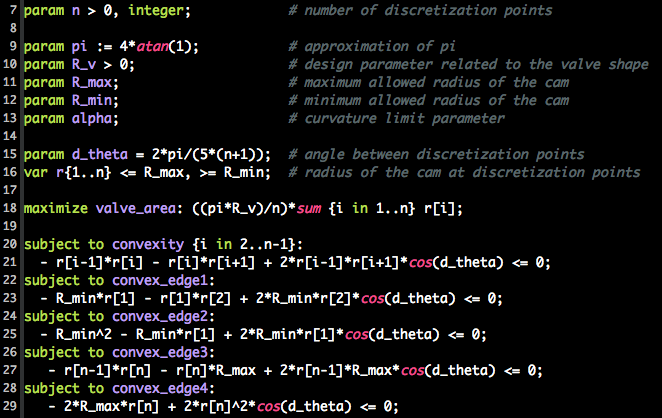 7 param n > 0, integer; # number of discretization points
8
9 param pi := 4*atan(1); # approximation of pi
10 param R_v > 0; # design parameter related to the valve shape
11 param R_max; # maximum allowed radius of the cam
12 param R_min; # minimum allowed radius of the cam
13 param alpha; # curvature limit parameter
14
15 param d_theta = 2*pi/(5*(n+1)); # angle between discretization points
16 var r{1..n} <= R_max, >= R_min; # radius of the cam at discretization points
17
18 maximize valve_area: ((pi*R_v)/n)*sum {i in 1..n} r[i];
19
20 subject to convexity {i in 2..n-1}:
21 - r[i-1]*r[i] - r[i]*r[i+1] + 2*r[i-1]*r[i+1]*cos(d_theta) <= 0;
22 subject to convex_edge1:
23 - R_min*r[1] - r[1]*r[2] + 2*R_min*r[2]*cos(d_theta) <= 0;
24 subject to convex_edge2:
25 - R_min^2 - R_min*r[1] + 2*R_min*r[1]*cos(d_theta) <= 0;
26 subject to convex_edge3:
27 - r[n-1]*r[n] - r[n]*R_max + 2*r[n-1]*R_max*cos(d_theta) <= 0;
28 subject to convex_edge4:
29 - 2*R_max*r[n] + 2*r[n]^2*cos(d_theta) <= 0;